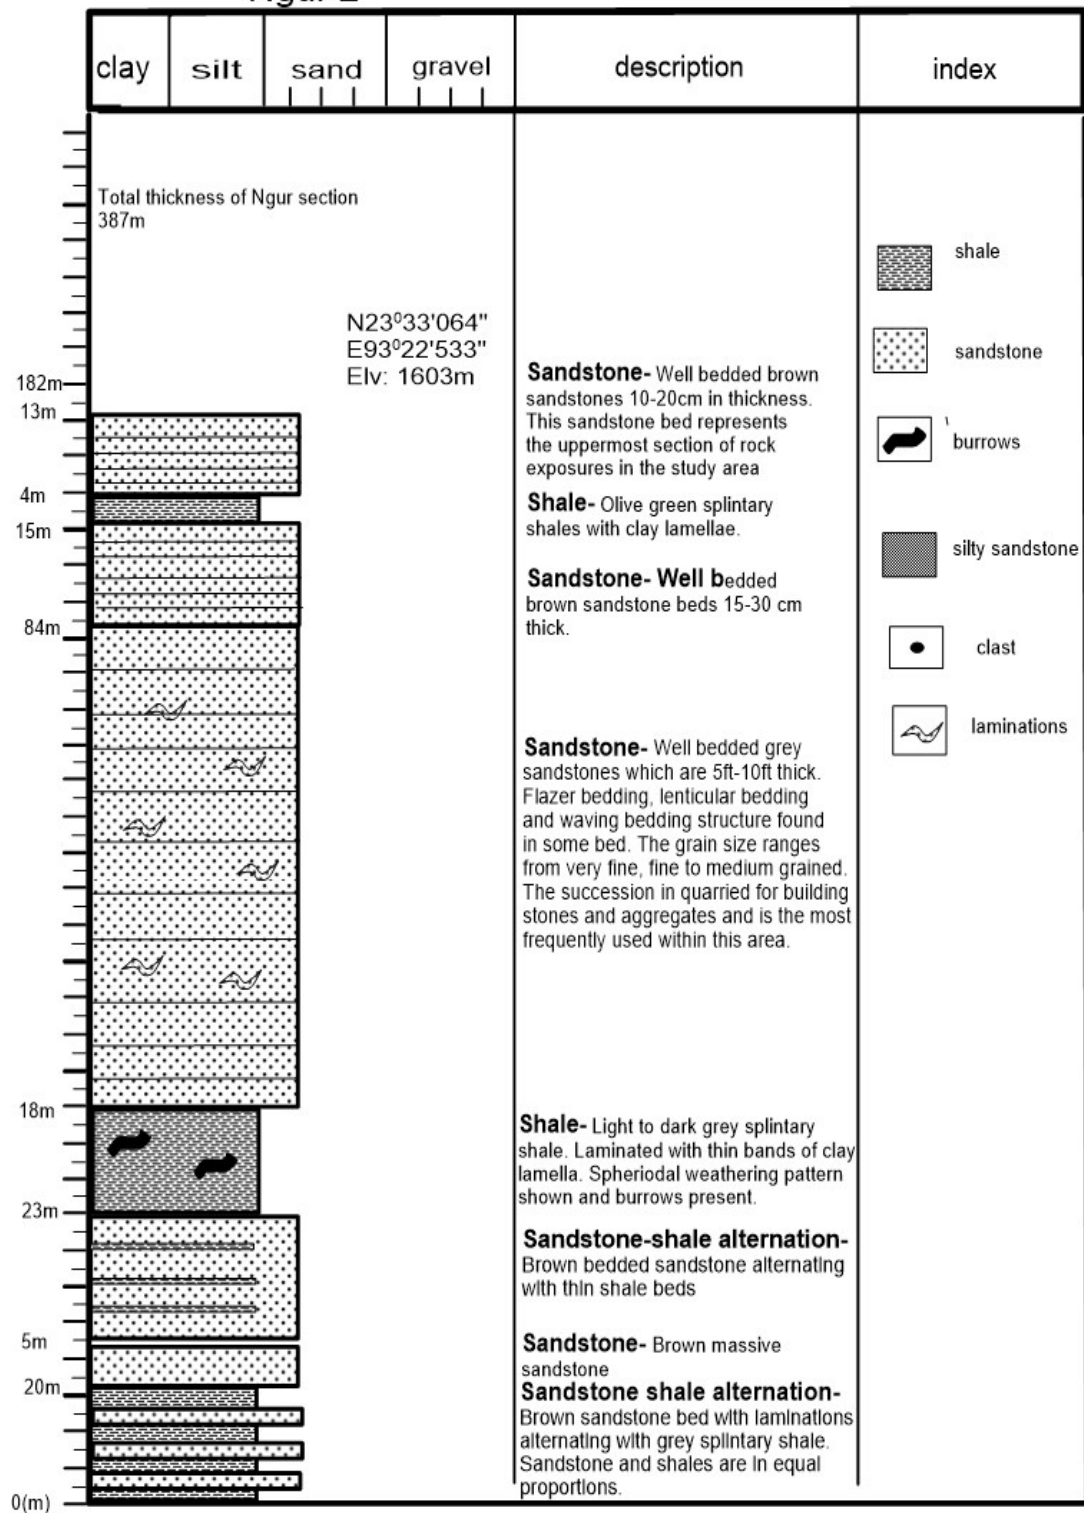 clay silt sand gravel description index
Total thickness of Ngur section
387m
N23⁰33'064"
E93⁰22'533"
Elv: 1603m
182m
13m
4m
15m
84m
18m
23m
5m
20m
0(m)
Sandstone- Well bedded brown
sandstones 10-20cm in thickness.
This sandstone bed represents
the uppermost section of rock
exposures in the study area
Shale- Olive green splintary
shales with clay lamellae.
Sandstone- Well bedded
brown sandstone beds 15-30 cm
thick.
Sandstone- Well bedded grey
sandstones which are 5ft-10ft thick.
Flazer bedding, lenticular bedding
and waving bedding structure found
in some bed. The grain size ranges
from very fine, fine to medium grained.
The succession in quarried for building
stones and aggregates and is the most
frequently used within this area.
Shale- Light to dark grey splintary
shale. Laminated with thin bands of clay
lamella. Spheriodal weathering pattern
shown and burrows present.
Sandstone-shale alternation-
Brown bedded sandstone alternating
with thin shale beds
Sandstone- Brown massive
sandstone
Sandstone shale alternation-
Brown sandstone bed with laminations
alternating with grey splintary shale.
Sandstone and shales are in equal
proportions.
shale
sandstone
burrows
silty sandstone
clast
laminations